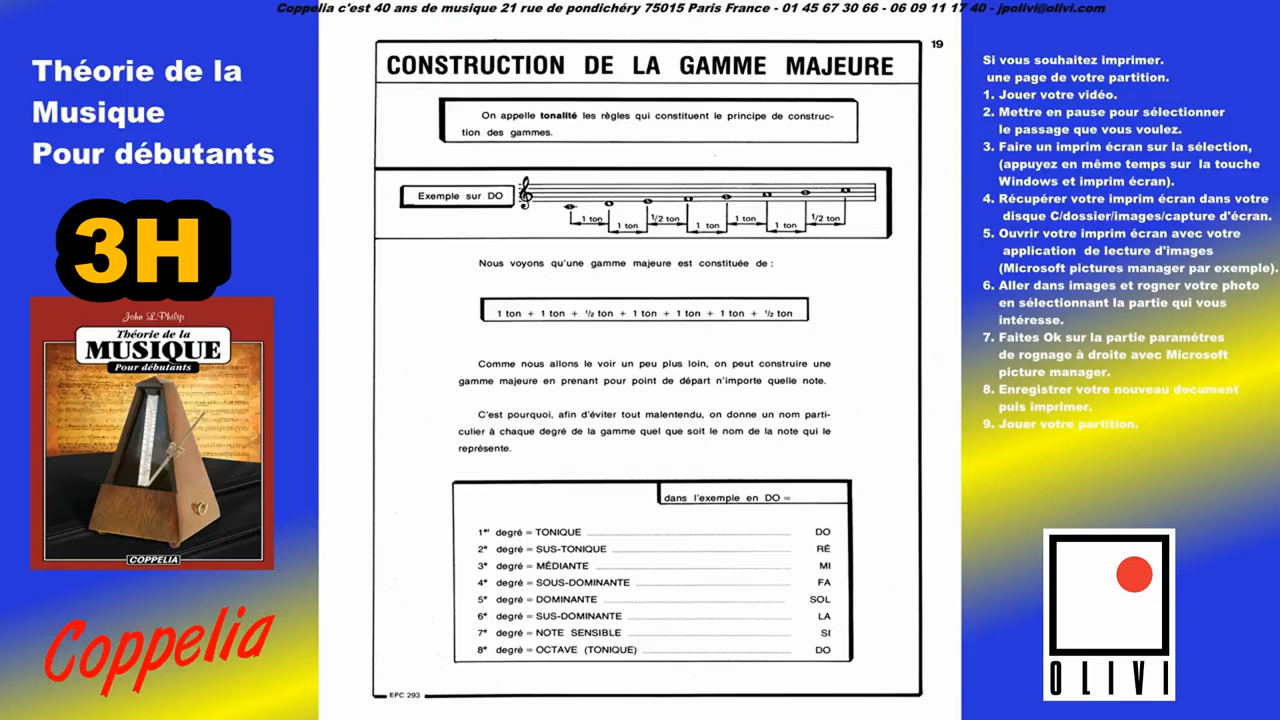 Coppelia c'est 40 ans de musique 21 rue de pondichéry 75015 Paris France - 01 45 67 30 66 - 06 09 11 17 40 - jpolivi@olivi.com
Théorie de la
Musique
Pour débutants
3H
John L. Philip
Théorie de la
MUSIQUE
Pour débutants
COPPELIA
Coppelia
19
CONSTRUCTION DE LA GAMME MAJEURE
On appelle tonalité les règles qui constituent le principe de construc-
tion des gammes.
Exemple sur DO
1 ton 1 ton 1/2 ton 1 ton 1 ton 1 ton 1/2 ton
Nous voyons qu'une gamme majeure est constituée de :
1 ton + 1 ton + ½ ton + 1 ton + 1 ton + 1 ton + ½ ton
Comme nous allons le voir un peu plus loin, on peut construire une
gamme majeure en prenant pour point de départ n'importe quelle note.
C'est pourquoi, afin d'éviter tout malentendu, on donne un nom parti-
culier à chaque degré de la gamme quel que soit le nom de la note qui le
représente.
dans l'exemple en DO =
1er degré = TONIQUE DO
2e degré = SUS-TONIQUE RÉ
3e degré = MÉDIANTE MI
4e degré = SOUS-DOMINANTE FA
5e degré = DOMINANTE SOL
6e degré = SUS-DOMINANTE LA
7e degré = NOTE SENSIBLE SI
8e degré = OCTAVE (TONIQUE) DO
EPC 293
Si vous souhaitez imprimer.
une page de votre partition.
1. Jouer votre vidéo.
2. Mettre en pause pour sélectionner
le passage que vous voulez.
3. Faire un imprim écran sur la sélection,
(appuyez en même temps sur la touche
Windows et imprim écran).
4. Récupérer votre imprim écran dans votre
disque C/dossier/images/capture d'écran.
5. Ouvrir votre imprim écran avec votre
application de lecture d'images
(Microsoft pictures manager par exemple).
6. Aller dans images et rogner votre photo
en sélectionnant la partie qui vous
intéresse.
7. Faites Ok sur la partie paramétres
de rognage à droite avec Microsoft
picture manager.
8. Enregistrer votre nouveau document
puis imprimer.
9. Jouer votre partition.
OLIVI